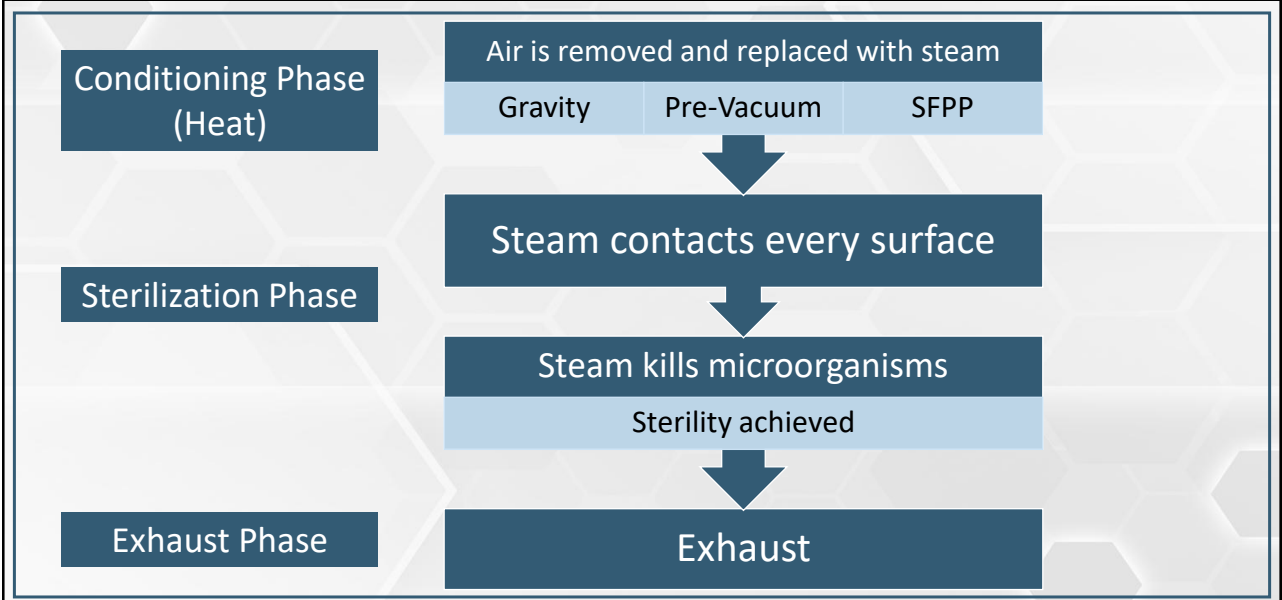 Conditioning Phase
(Heat)
Air is removed and replaced with steam
Gravity Pre-Vacuum SFPP
Steam contacts every surface
Sterilization Phase
Steam kills microorganisms
Sterility achieved
Exhaust Phase
Exhaust